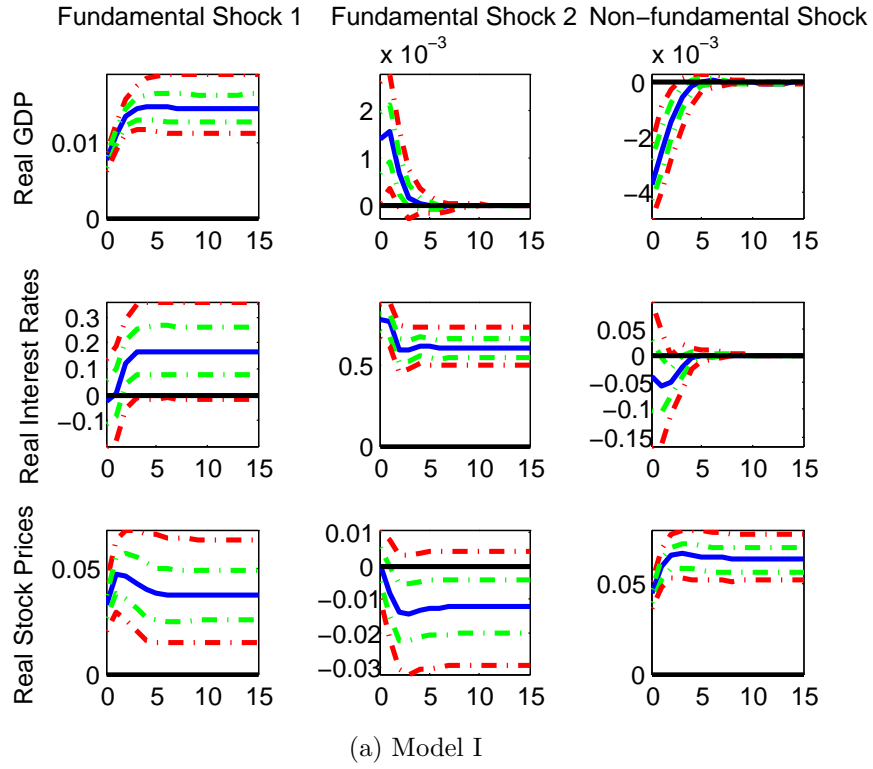 Fundamental Shock 1
Fundamental Shock 2
Non−fundamental Shock
Real GDP
0.01
0
0 5 10 15
x 10−3
2
1
0
0 5 10 15
x 10−3
0
−2
−4
0 5 10 15
Real Interest Rates
0.3
0.2
0.1
0
−0.1
0 5 10 15
0.5
0
0 5 10 15
0.05
0
−0.05
−0.1
−0.15
0 5 10 15
Real Stock Prices
0.05
0
0 5 10 15
0.01
0
−0.01
−0.02
−0.03
0 5 10 15
0.05
0
0 5 10 15
(a) Model I